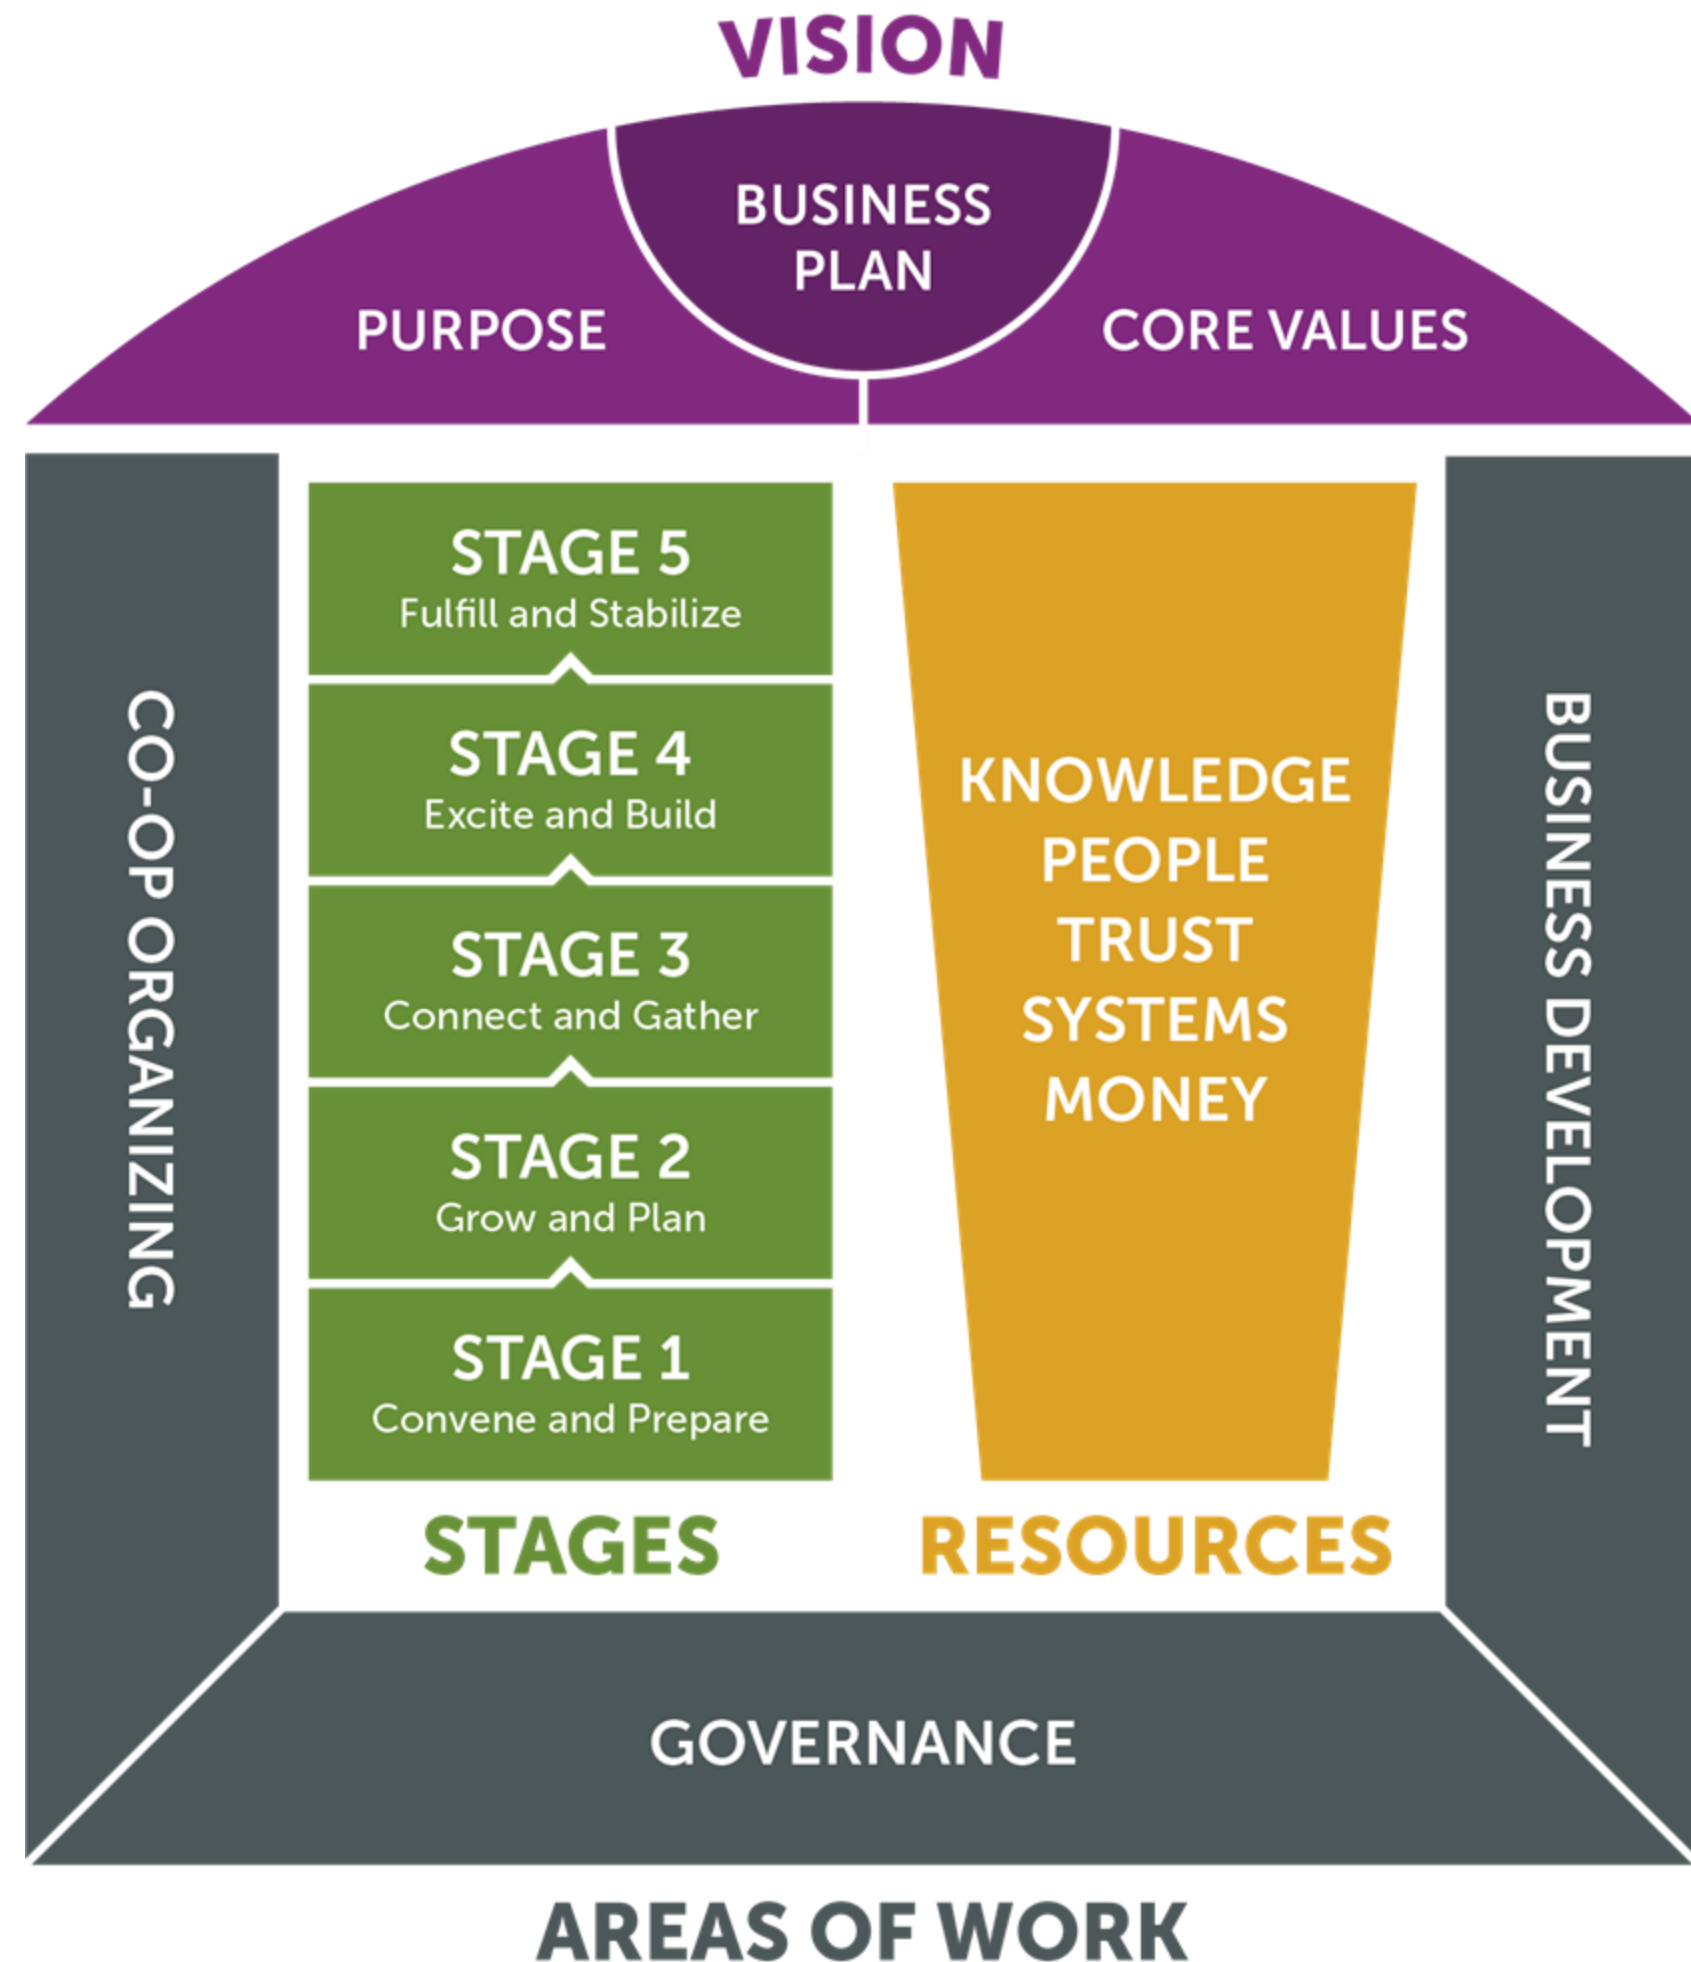 VISION
BUSINESS
PLAN
PURPOSE
CORE VALUES
CO-OP ORGANIZING
STAGE 5
Fulfill and Stabilize
STAGE 4
Excite and Build
STAGE 3
Connect and Gather
STAGE 2
Grow and Plan
STAGE 1
Convene and Prepare
STAGES
KNOWLEDGE
PEOPLE
TRUST
SYSTEMS
MONEY
RESOURCES
BUSINESS DEVELOPMENT
GOVERNANCE
AREAS OF WORK